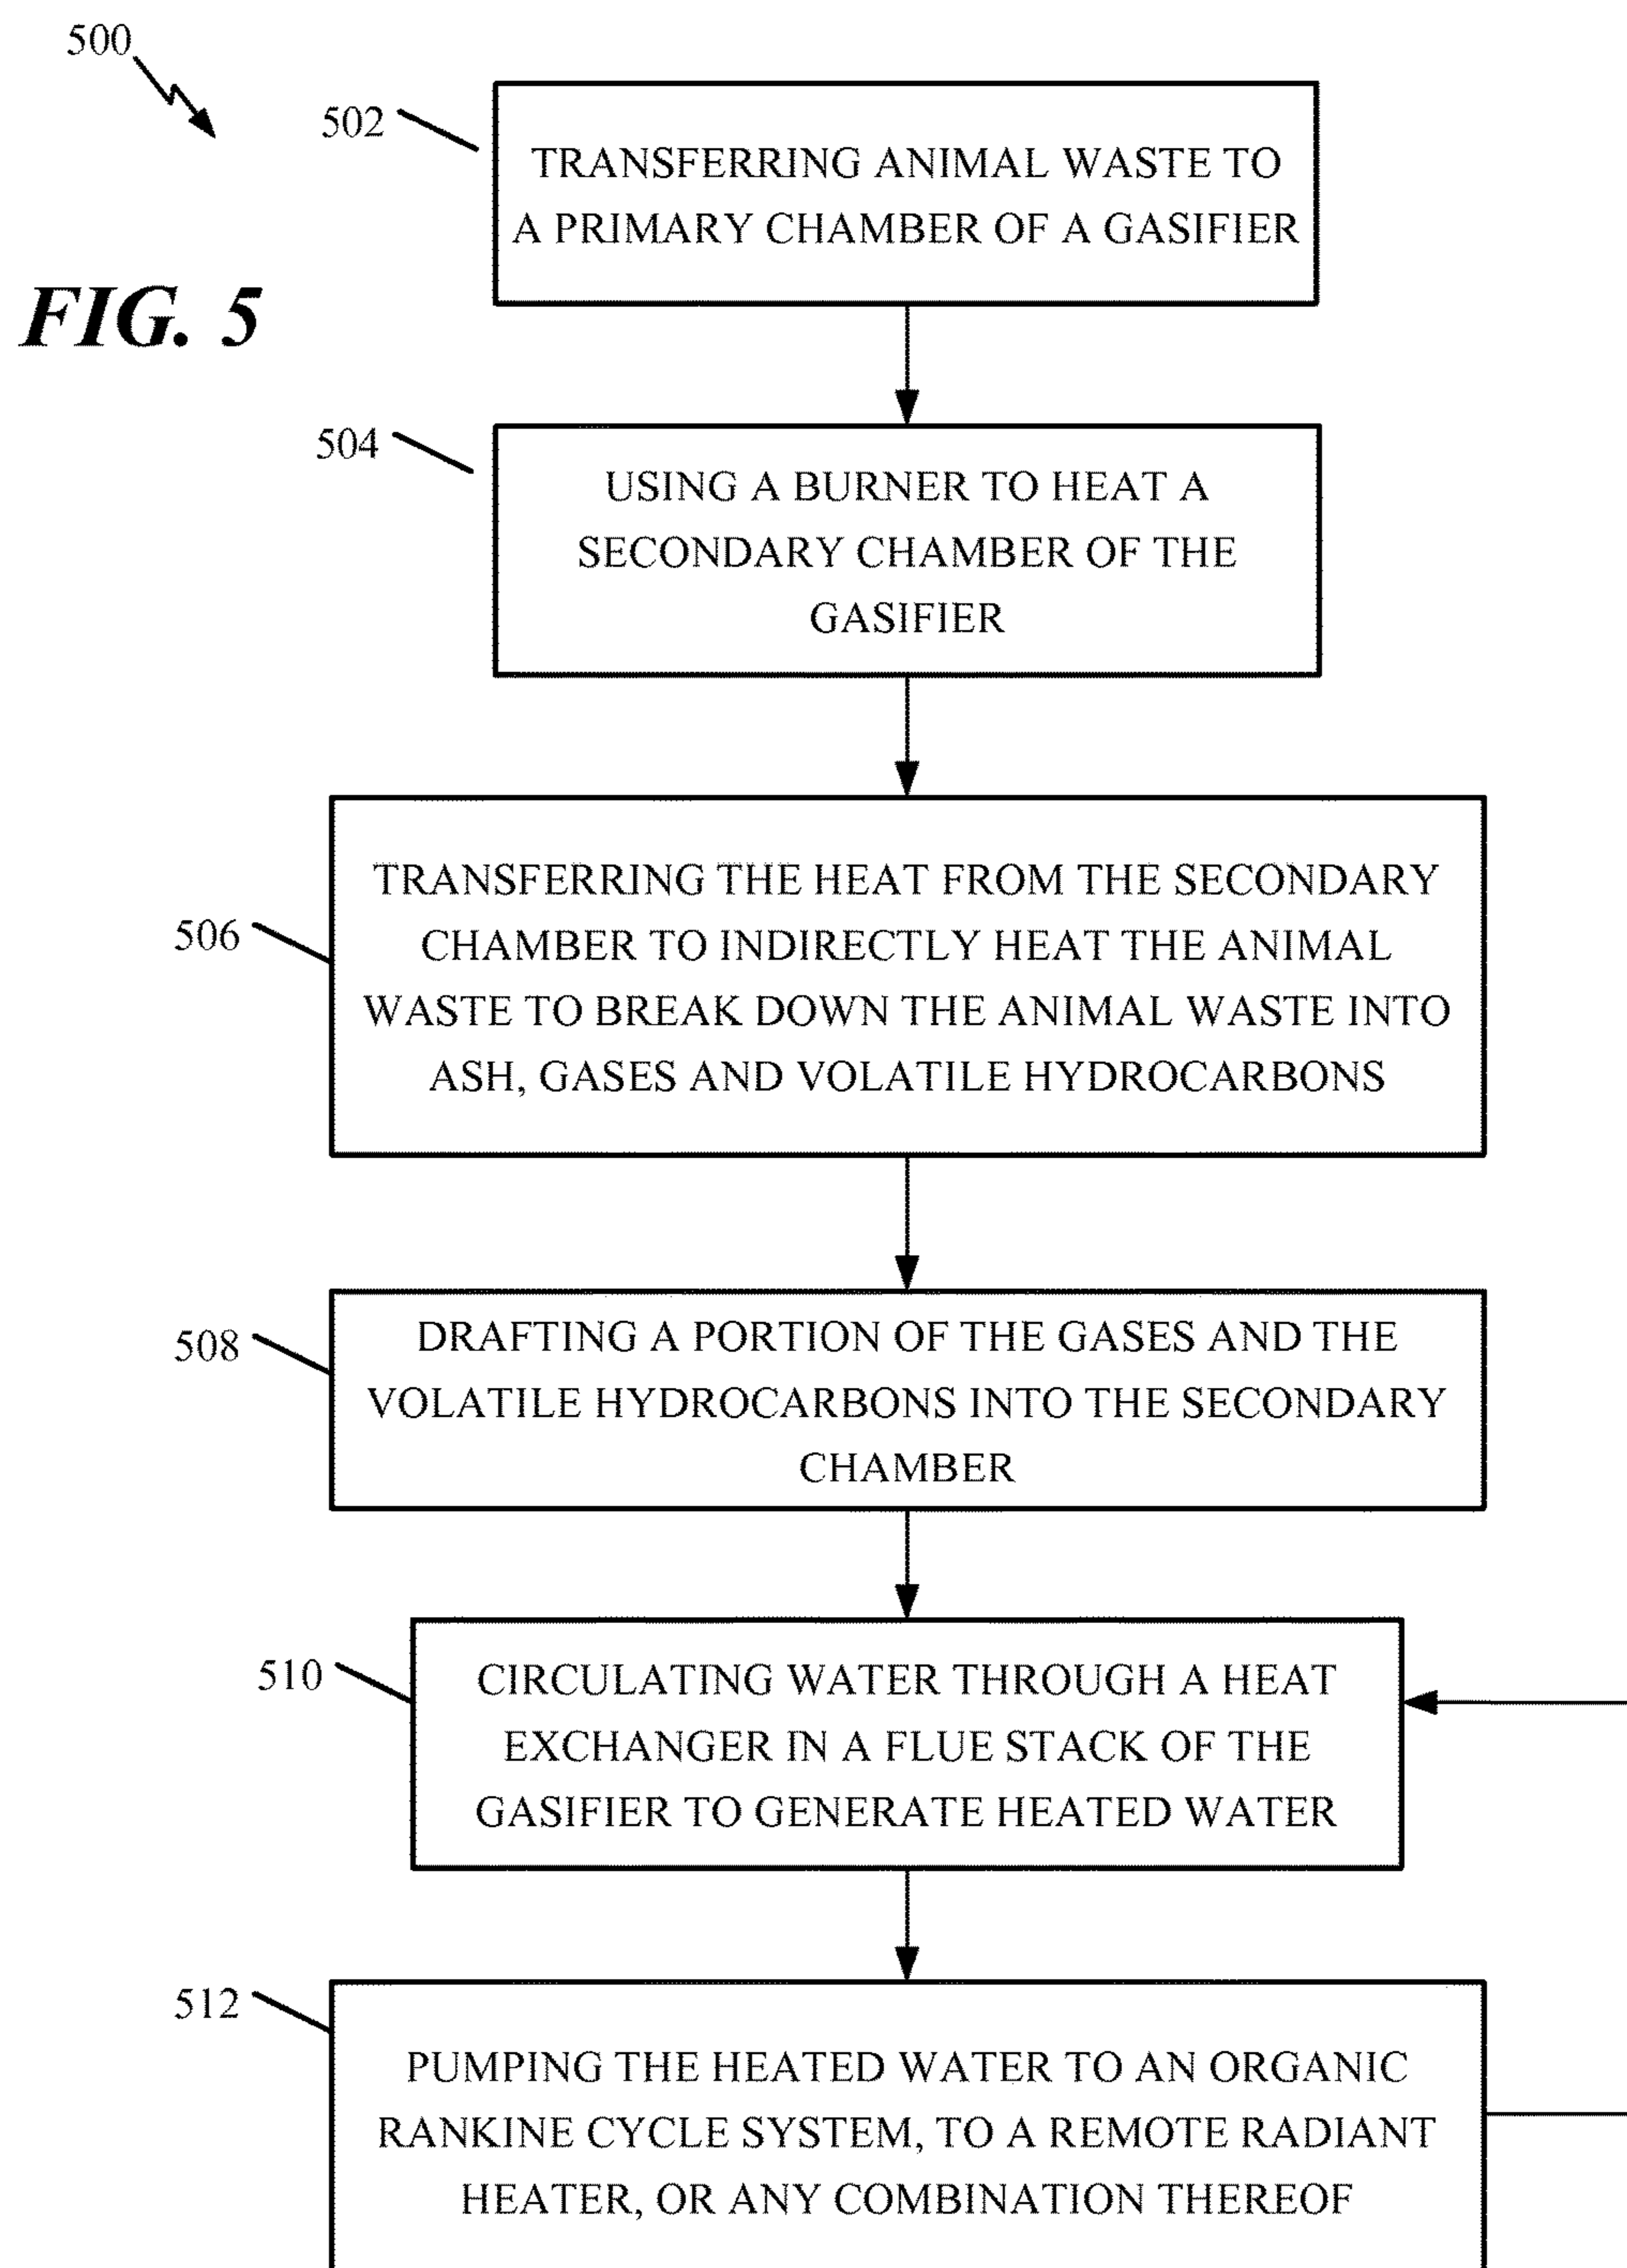 500
502
TRANSFERRING ANIMAL WASTE TO
A PRIMARY CHAMBER OF A GASIFIER
FIG. 5
504
USING A BURNER TO HEAT A
SECONDARY CHAMBER OF THE
GASIFIER
506
TRANSFERRING THE HEAT FROM THE SECONDARY
CHAMBER TO INDIRECTLY HEAT THE ANIMAL
WASTE TO BREAK DOWN THE ANIMAL WASTE INTO
ASH, GASES AND VOLATILE HYDROCARBONS
508
DRAFTING A PORTION OF THE GASES AND THE
VOLATILE HYDROCARBONS INTO THE SECONDARY
CHAMBER
510
CIRCULATING WATER THROUGH A HEAT
EXCHANGER IN A FLUE STACK OF THE
GASIFIER TO GENERATE HEATED WATER
512
PUMPING THE HEATED WATER TO AN ORGANIC
RANKINE CYCLE SYSTEM, TO A REMOTE RADIANT
HEATER, OR ANY COMBINATION THEREOF